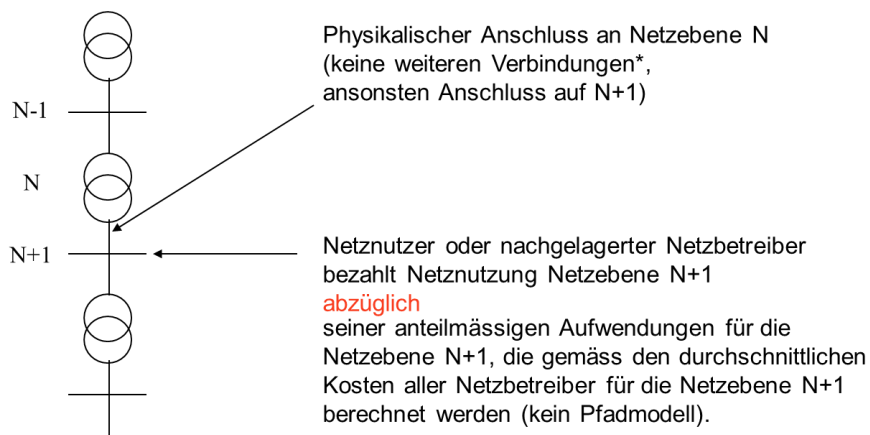 Physikalischer Anschluss an Netzebene N
(keine weiteren Verbindungen*,
ansonsten Anschluss auf N+1)
N-1
N
N+1
Netznutzer oder nachgelagerter Netzbetreiber
bezahlt Netznutzung Netzebene N+1
abzüglich
seiner anteilmässigen Aufwendungen für die
Netzebene N+1, die gemäss den durchschnittlichen
Kosten aller Netzbetreiber für die Netzebene N+1
berechnet werden (kein Pfadmodell).